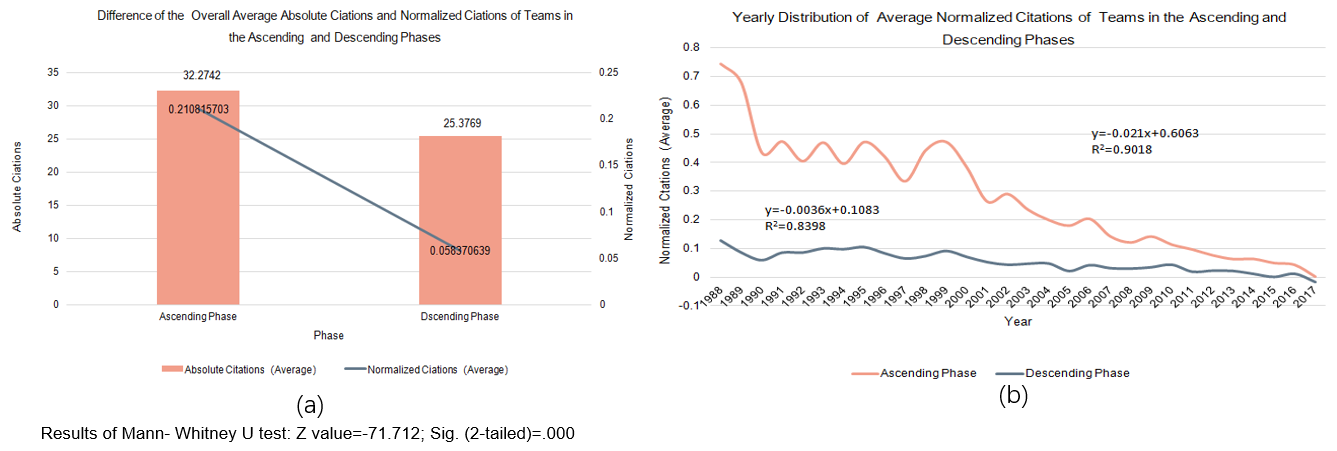 Difference of the Overall Average Absolute Ciations and Normalized Ciations of Teams in
the Ascending and Descending Phases
Absolute Ciations
35
30
25
20
15
10
5
0
32.2742
0.210815703
25.3769
0.058370639
0.25
0.2
0.15
0.1
0.05
0
Normalized Ciations
Ascending Phase
Dscending Phase
Phase
Absolute Citations (Average)
Normalized Ciations (Average)
(a)
Results of Mann- Whitney U test: Z value=-71.712; Sig. (2-tailed)=.000
Yearly Distribution of Average Normalized Citations of Teams in the Ascending and
Descending Phases
Normalized Ctations (Average)
0.8
0.7
0.6
0.5
0.4
0.3
0.2
0.1
0
-0.1
y=-0.021x+0.6063
R²=0.9018
y=-0.0036x+0.1083
R²=0.8398
1988
1989
1990
1991
1992
1993
1994
1995
1996
1997
1998
1999
2000
2001
2002
2003
2004
2005
2006
2007
2008
2009
2010
2011
2012
2013
2014
2015
2016
2017
Year
Ascending Phase
Descending Phase
(b)